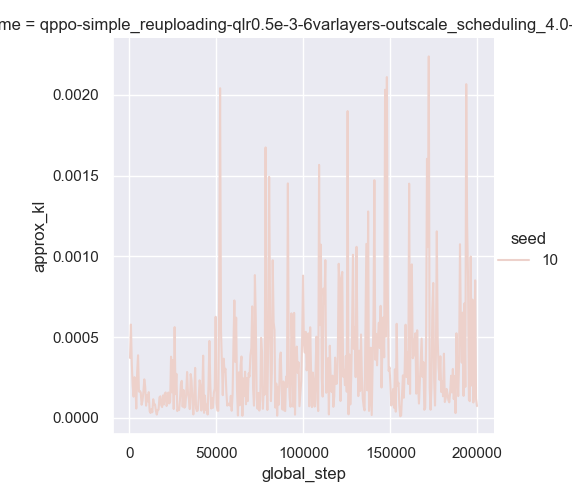 me = qppo-simple_reuploading-qlr0.5e-3-6varlayers-outscale_scheduling_4.0-
0.0020
0.0015
0.0010
0.0005
0.0000
approx_kl
0
50000
100000
150000
200000
global_step
seed
10